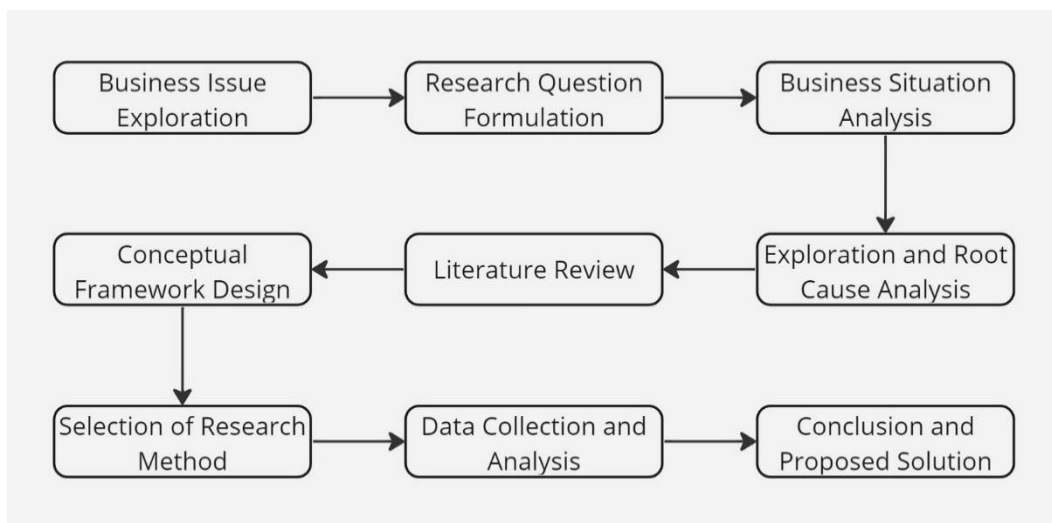 Business Issue
Exploration
Research Question
Formulation
Business Situation
Analysis
Exploration and Root
Cause Analysis
Literature Review
Conceptual
Framework Design
Selection of Research
Method
Data Collection and
Analysis
Conclusion and
Proposed Solution